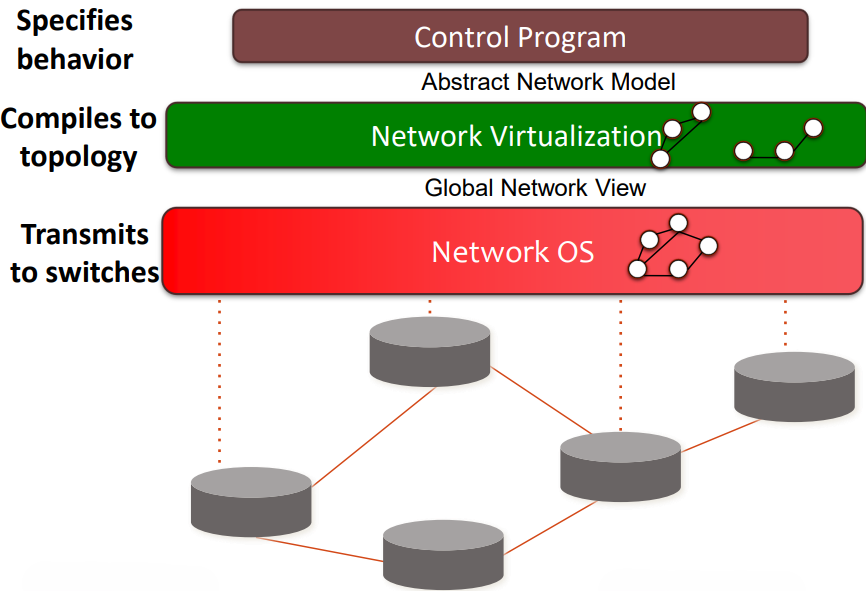 Specifies
behavior
Control Program
Abstract Network Model
Compiles to
topology
Network Virtualization
Global Network View
Transmits
to switches
Network OS